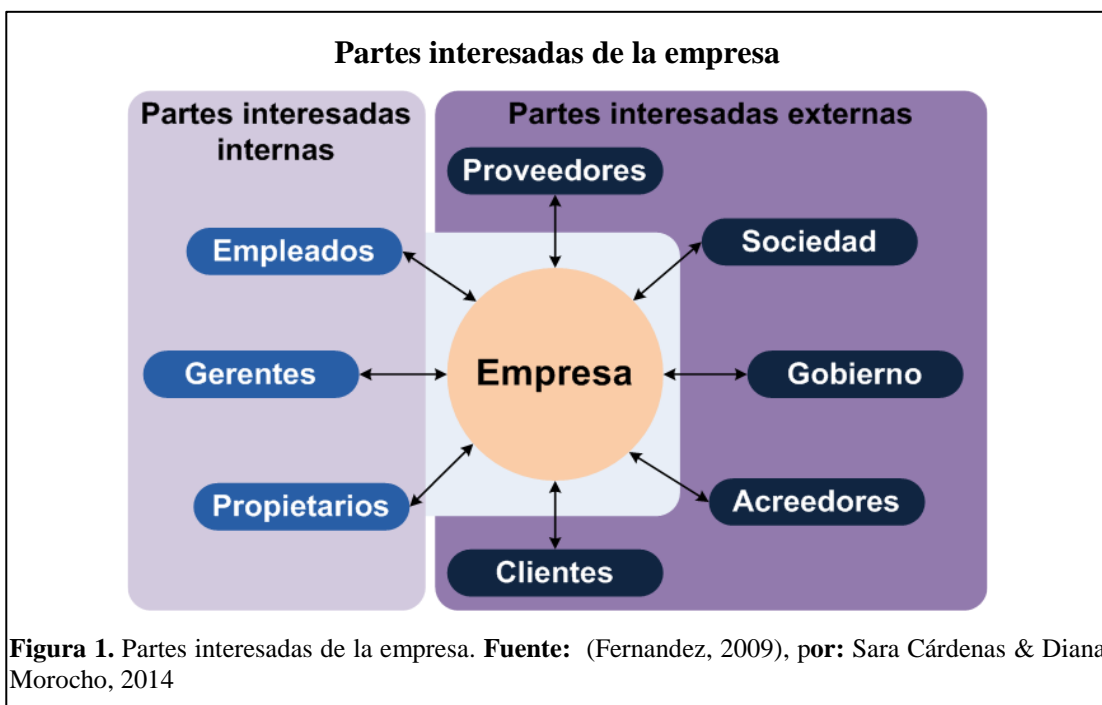 Partes interesadas de la empresa
Partes interesadas
internas
Partes interesadas externas
Proveedores
Empleados
Sociedad
Gerentes
Empresa
Gobierno
Propietarios
Acreedores
Clientes
Figura 1. Partes interesadas de la empresa. Fuente: (Fernandez, 2009), por: Sara Cárdenas & Diana
Morocho, 2014